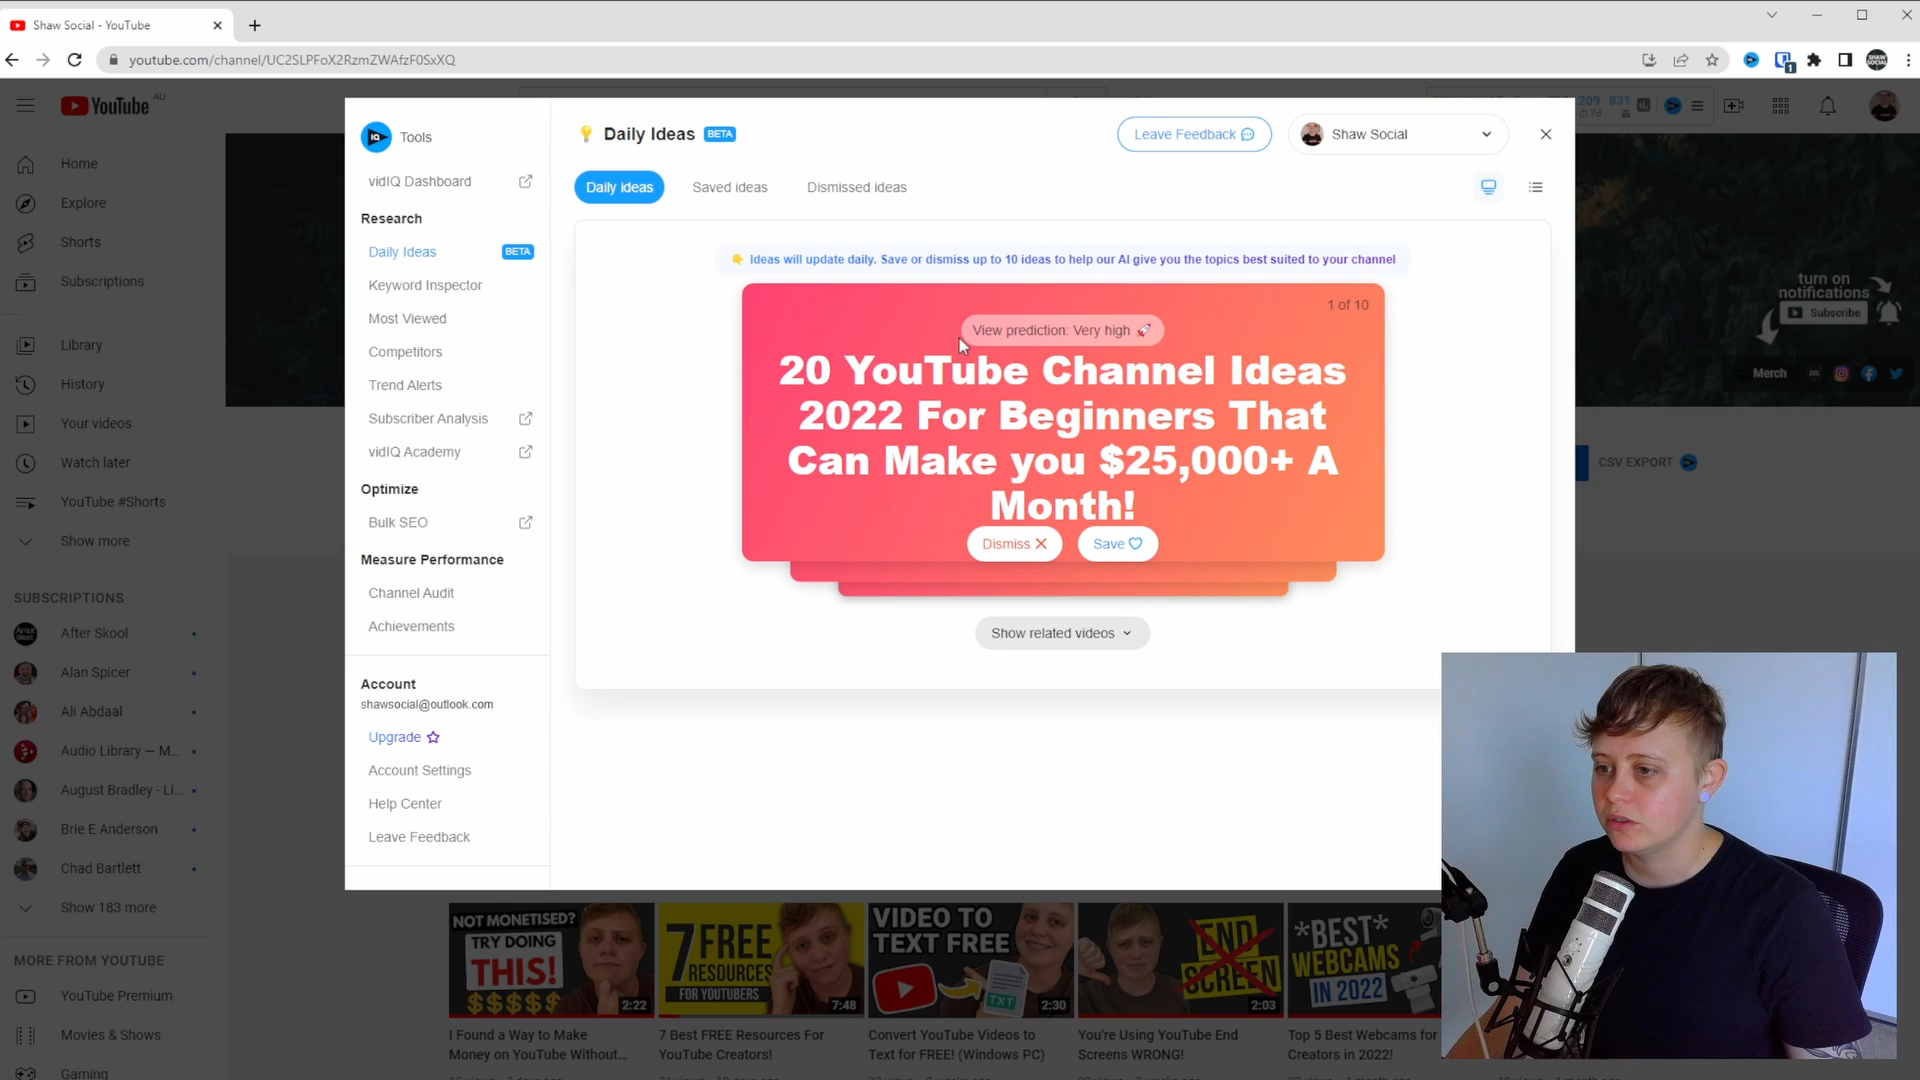 Shaw Social - YouTube
youtube.com/channel/UC2SLPFoX2RzmZWAfzF0SxXQ
1
SHAW SOCIAL
YouTube AU
209 831
7d
Home
Explore
Shorts
Subscriptions
Library
History
Your videos
Watch later
YouTube #Shorts
Show more
SUBSCRIPTIONS
After Skool
Alan Spicer
Ali Abdaal
Audio Library — M...
August Bradley - Li...
Brie E Anderson
Chad Bartlett
Show 183 more
MORE FROM YOUTUBE
YouTube Premium
Movies & Shows
Gaming
IQ
Tools
vidIQ Dashboard
Research
Daily Ideas BETA
Keyword Inspector
Most Viewed
Competitors
Trend Alerts
Subscriber Analysis
vidIQ Academy
Optimize
Bulk SEO
Measure Performance
Channel Audit
Achievements
Account
shawsocial@outlook.com
Upgrade
Account Settings
Help Center
Leave Feedback
Daily Ideas BETA
Leave Feedback
Shaw Social
Daily Ideas
Saved ideas
Dismissed ideas
Ideas will update daily. Save or dismiss up to 10 ideas to help our AI give you the topics best suited to your channel
1 of 10
View prediction: Very high
20 YouTube Channel Ideas
2022 For Beginners That
Can Make you $25,000+ A
Month!
Dismiss
Save
Show related videos
turn on
notifications
Subscribe
Merch
CSV EXPORT
NOT MONETISED?
TRY DOING
THIS!
$$$$$
2:22
I Found a Way to Make
Money on YouTube Without...
7 FREE
RESOURCES
FOR YOUTUBERS
7:48
7 Best FREE Resources For
YouTube Creators!
VIDEO TO
TEXT FREE
TXT
2:30
Convert YouTube Videos to
Text for FREE! (Windows PC)
END
SCREEN
2:03
You're Using YouTube End
Screens WRONG!
*BEST*
WEBCAMS
IN 2022
Top 5 Best Webcams for
Creators in 2022!